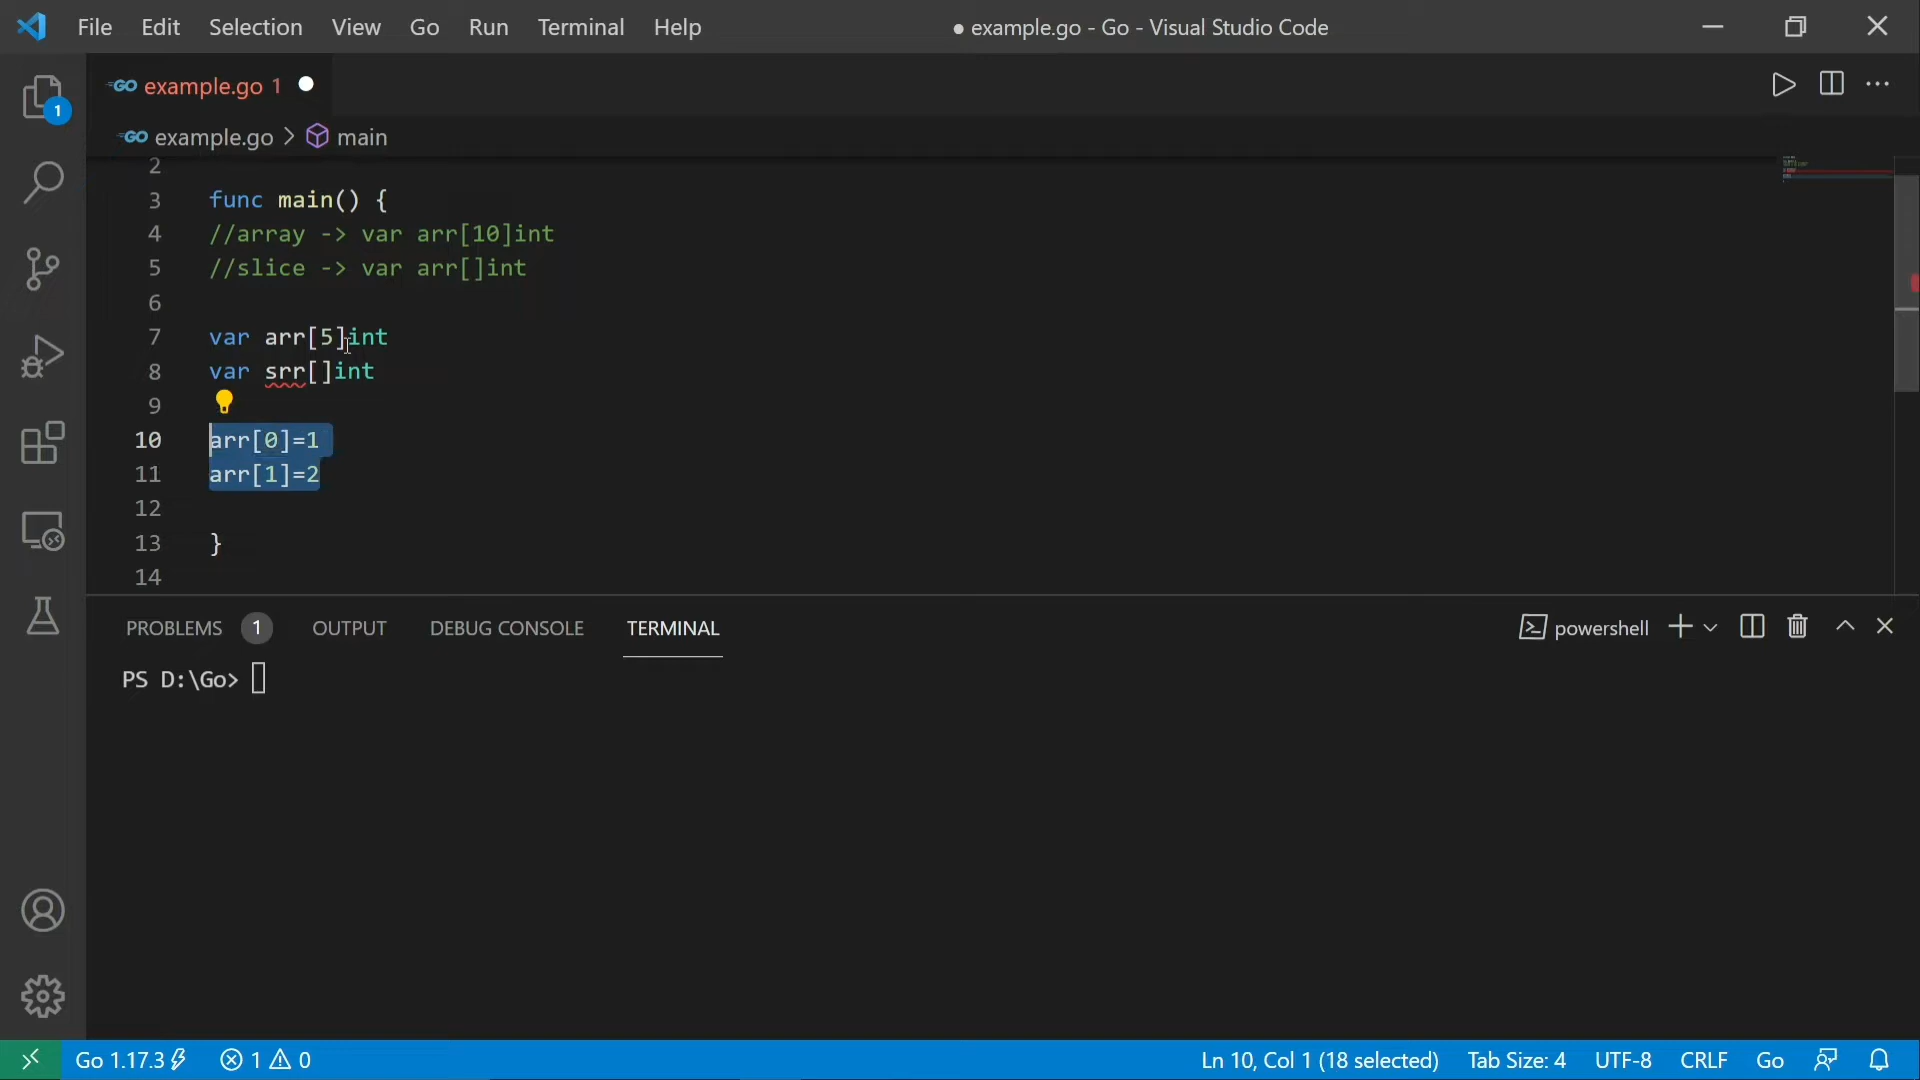 File Edit Selection View Go Run Terminal Help
● example.go - Go - Visual Studio Code
1
GO example.go 1
GO example.go > main
2
3 func main() {
4 //array -> var arr[10]int
5 //slice -> var arr[]int
6
7 var arr[5]int
8 var srr[]int
9
10 arr[0]=1
11 arr[1]=2
12
13 }
14
PROBLEMS 1 OUTPUT DEBUG CONSOLE TERMINAL
powershell
PS D:\Go>
Go 1.17.3 1 0
Ln 10, Col 1 (18 selected) Tab Size: 4 UTF-8 CRLF Go